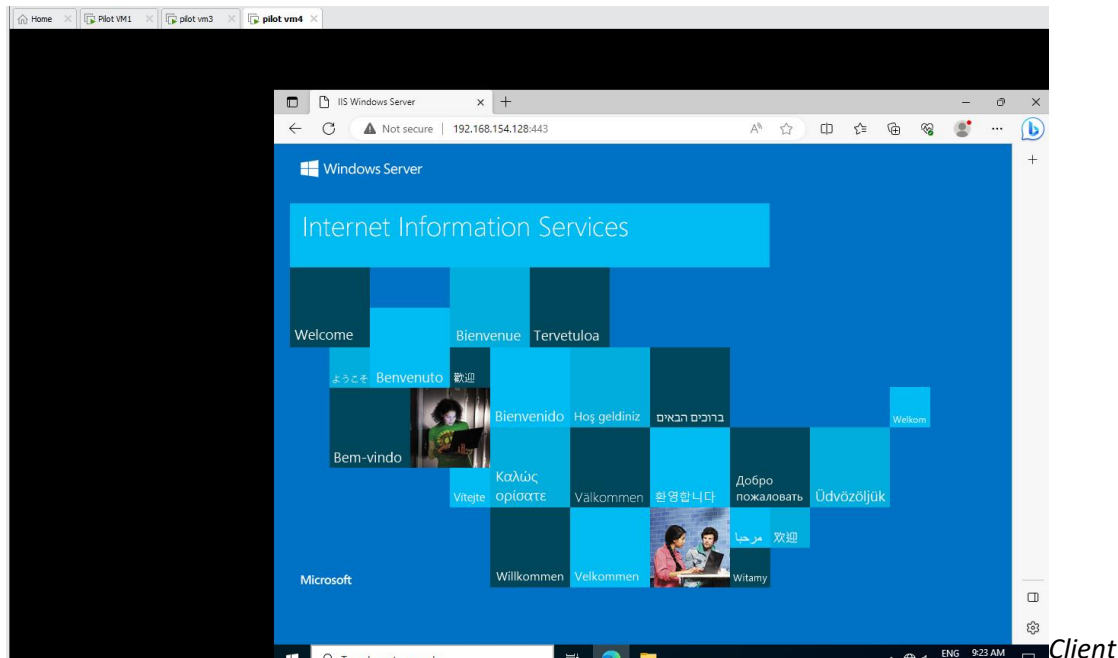 Home
Pilot VM1
pilot vm3
pilot vm4
IIS Windows Server
Not secure | 192.168.154.128:443
Windows Server
Internet Information Services
Welcome
Bienvenue
Tervetuloa
ようこそ
Benvenuto
歡迎
Bienvenido
Hoş geldiniz
ברוכים הבאים
Welkom
Bem-vindo
Vítejte
Καλώς
ορίσατε
Välkommen
환영합니다
Добро
пожаловать
Üdvözöljük
مرحبا
欢迎
Microsoft
Willkommen
Velkommen
Witamy
ENG
9:23 AM
Client